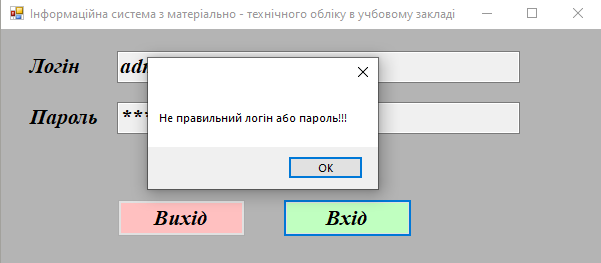 Інформаційна система з матеріально - технічного обліку в учбовому закладі
Логін
Пароль ***
Не правильний логін або пароль!!!
OK
Вихід Вхід